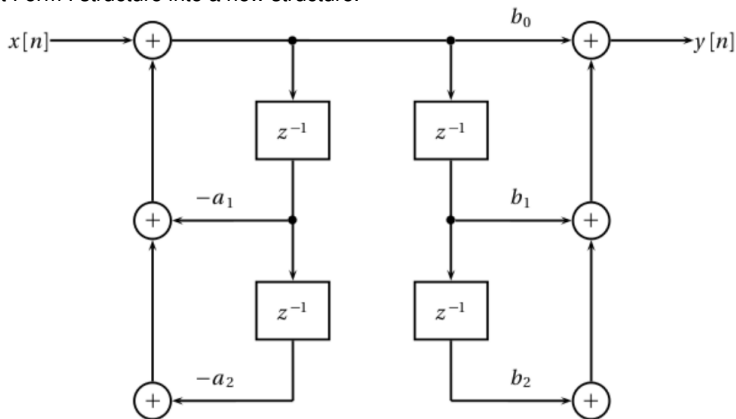 Form I structure into a new structure.
b₀
x[n] + + y[n]
z⁻¹ z⁻¹
−a₁ b₁
+ +
z⁻¹ z⁻¹
−a₂ b₂
+ +